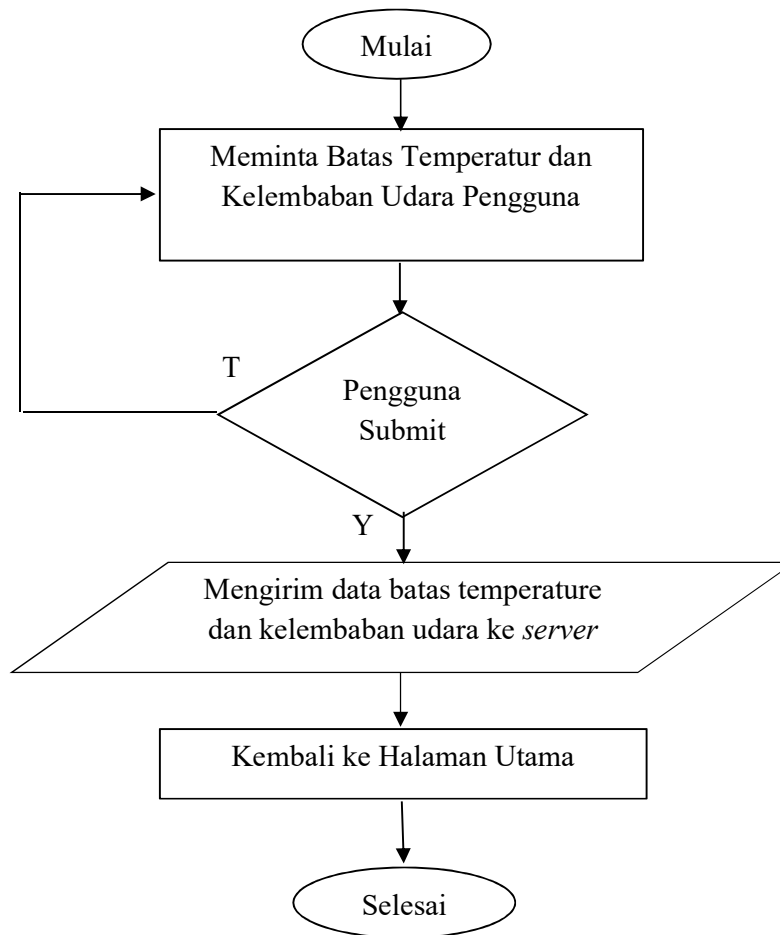 Mulai
Meminta Batas Temperatur dan
Kelembaban Udara Pengguna
T
Pengguna
Submit
Y
Mengirim data batas temperature
dan kelembaban udara ke server
Kembali ke Halaman Utama
Selesai